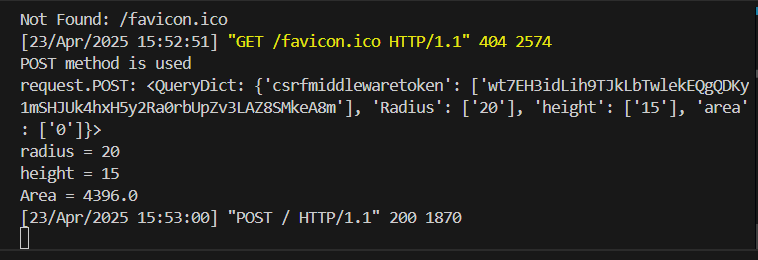 Not Found: /favicon.ico
[23/Apr/2025 15:52:51] "GET /favicon.ico HTTP/1.1" 404 2574
POST method is used
request.POST: <QueryDict: {'csrfmiddlewaretoken': ['wt7EH3idLih9TJkLbTwlekEQgQDKy
1mSHJUk4hxH5y2Ra0rbUpZv3LAZ8SMkeA8m'], 'Radius': ['20'], 'height': ['15'], 'area'
: ['0']}>
radius = 20
height = 15
Area = 4396.0
[23/Apr/2025 15:53:00] "POST / HTTP/1.1" 200 1870